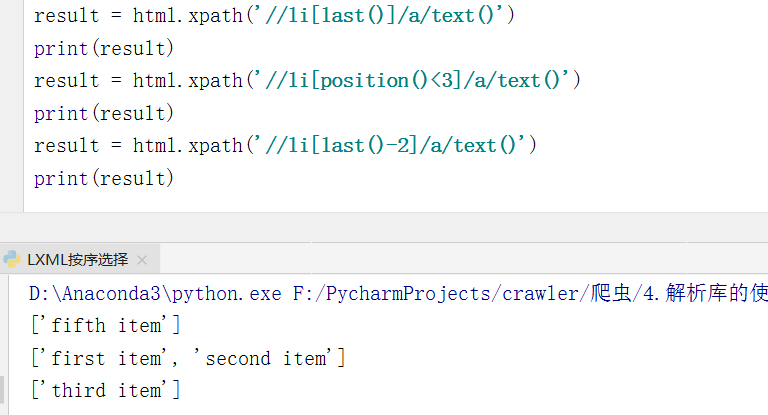 result = html.xpath('//li[last()]/a/text()')
print(result)
result = html.xpath('//li[position()<3]/a/text()')
print(result)
result = html.xpath('//li[last()-2]/a/text()')
print(result)
LXML按序选择 ×
D:\Anaconda3\python.exe F:/PycharmProjects/crawler/爬虫/4.解析库的使
['fifth item']
['first item', 'second item']
['third item']